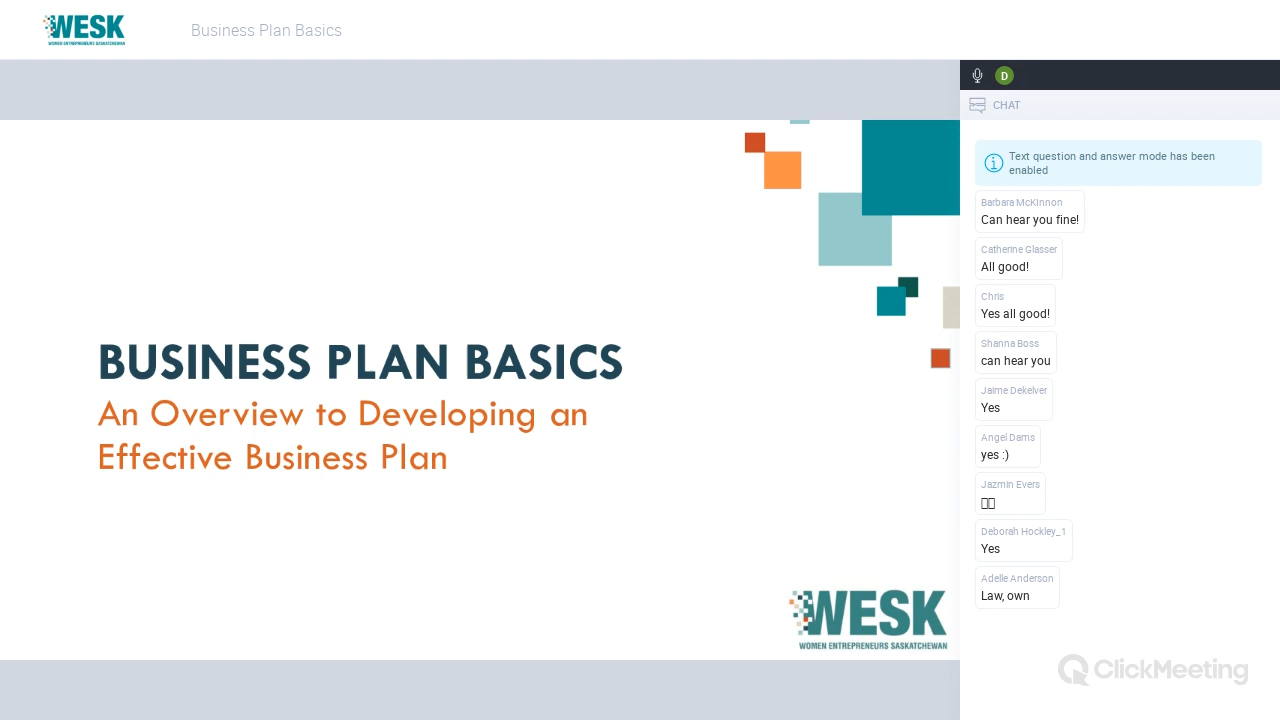 WESK
WOMEN ENTREPRENEURS SASKATCHEWAN
Business Plan Basics
D
CHAT
Text question and answer mode has been
enabled
Barbara McKinnon
Can hear you fine!
Catherine Glasser
All good!
Chris
Yes all good!
Shanna Boss
can hear you
Jaime Dekelver
Yes
Angel Dams
yes :)
Jazmin Evers
Deborah Hockley_1
Yes
Adelle Anderson
Law, own
BUSINESS PLAN BASICS
An Overview to Developing an
Effective Business Plan
WESK
WOMEN ENTREPRENEURS SASKATCHEWAN
ClickMeeting